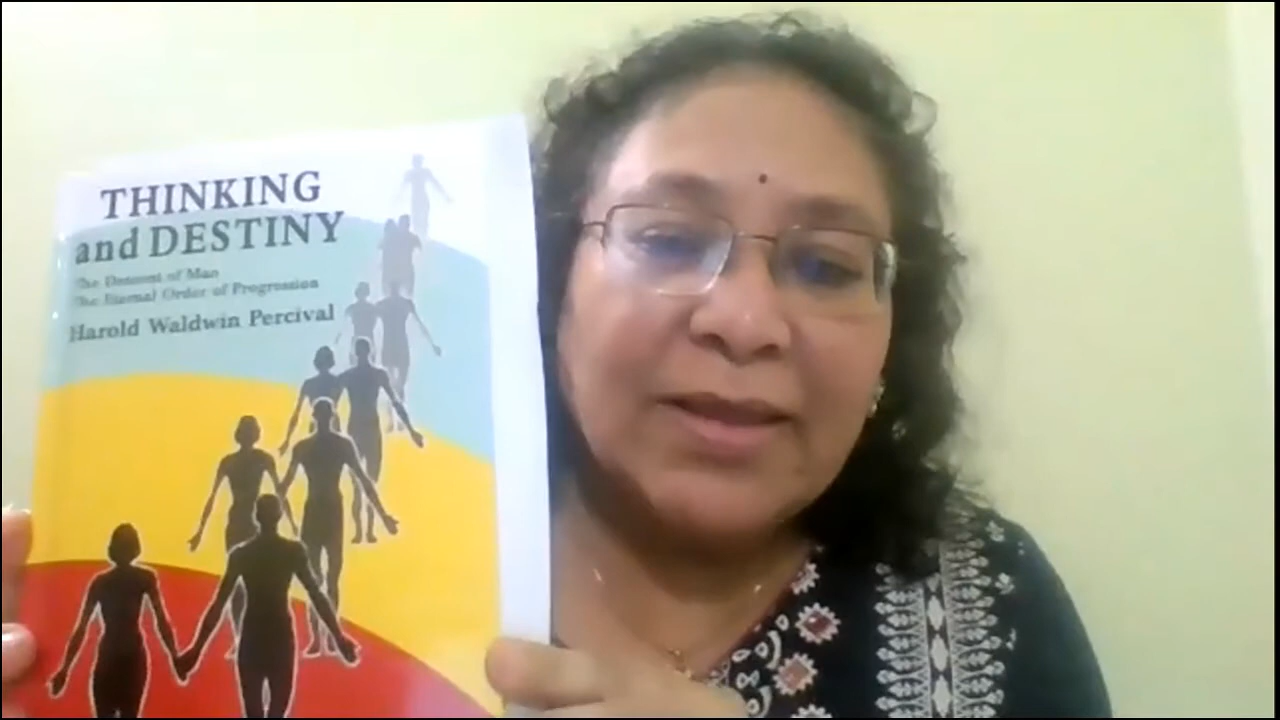 THINKING
and DESTINY
The Descent of Man
The Eternal Order of Progression
Harold Waldwin Percival